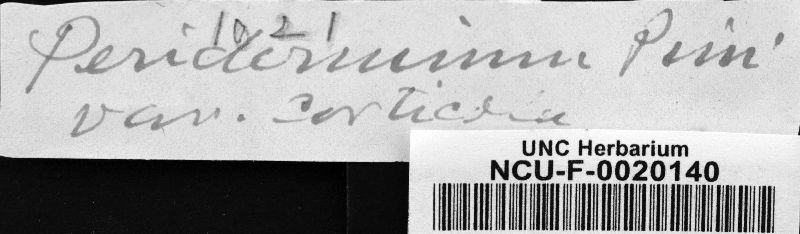 1021
Peridermium Pini
var. corticola
UNC Herbarium
NCU-F-0020140